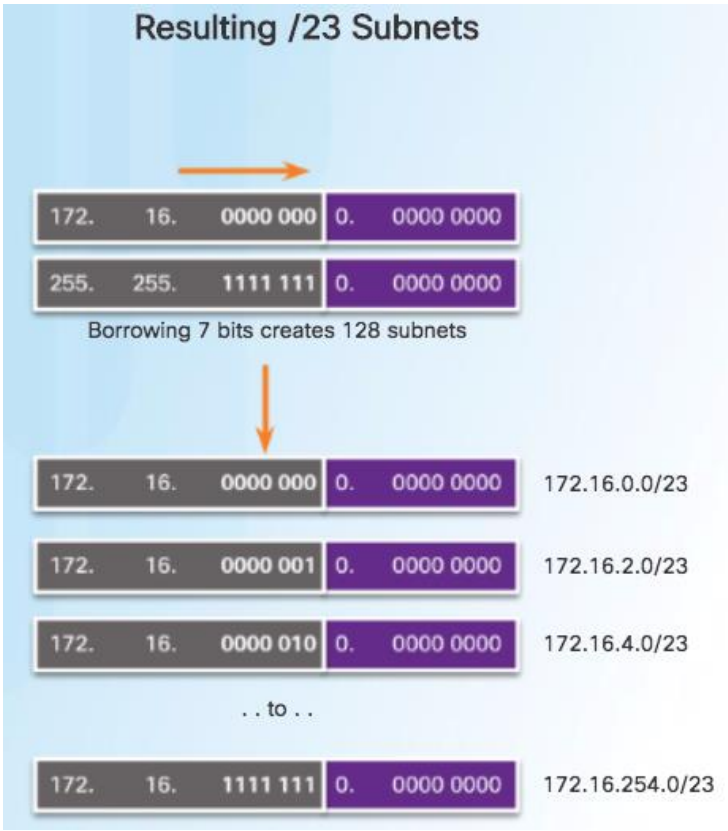 Resulting /23 Subnets
172. 16. 0000 000 0. 0000 0000
255. 255. 1111 111 0. 0000 0000
Borrowing 7 bits creates 128 subnets
172. 16. 0000 000 0. 0000 0000 172.16.0.0/23
172. 16. 0000 001 0. 0000 0000 172.16.2.0/23
172. 16. 0000 010 0. 0000 0000 172.16.4.0/23
. . to . .
172. 16. 1111 111 0. 0000 0000 172.16.254.0/23